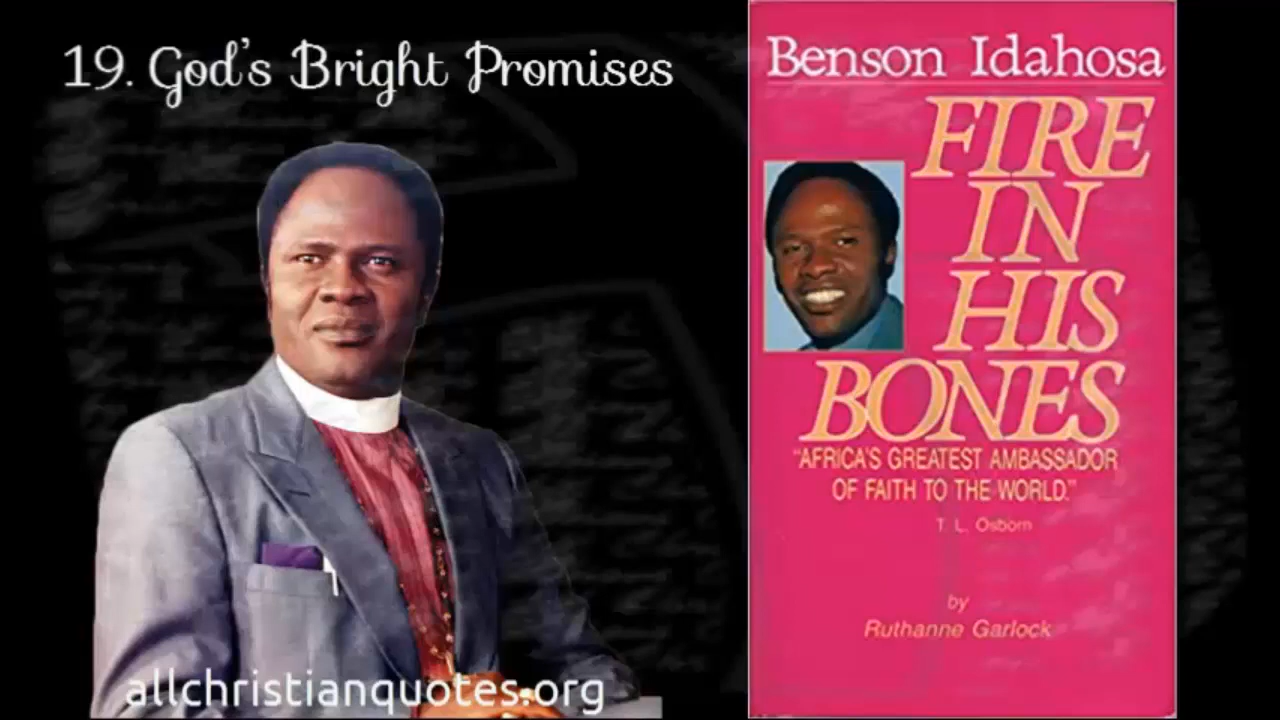 19. God's Bright Promises
Benson Idahosa
FIRE
IN
HIS
BONES
"AFRICA'S GREATEST AMBASSADOR
OF FAITH TO THE WORLD."
T. L. Osborn
by
Ruthanne Garlock
allchristianquotes.org